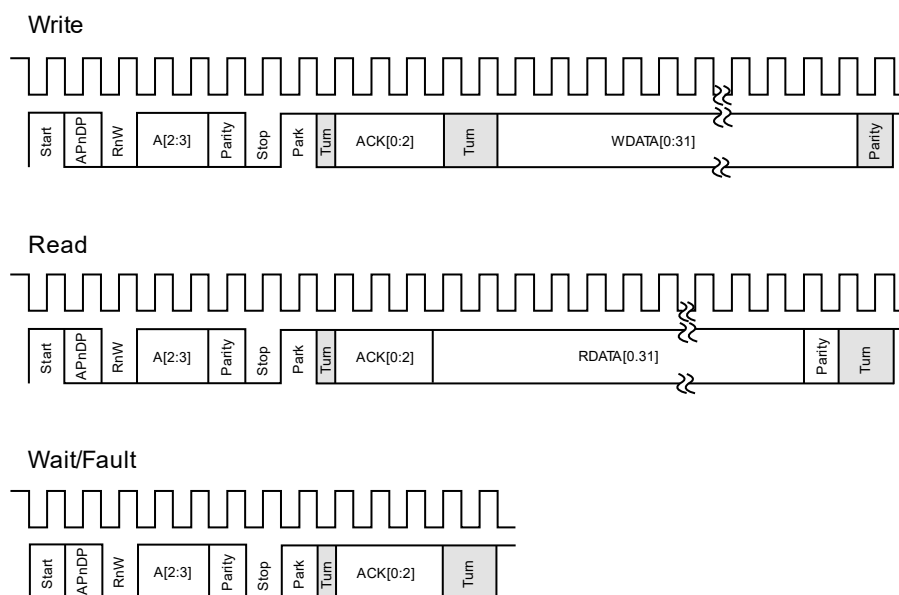 Write
Start APnDP RnW A[2:3] Parity Stop Park Turn ACK[0:2] Turn WDATA[0:31] Parity
Read
Start APnDP RnW A[2:3] Parity Stop Park Turn ACK[0:2] RDATA[0.31] Parity Turn
Wait/Fault
Start APnDP RnW A[2:3] Parity Stop Park Turn ACK[0:2] Turn